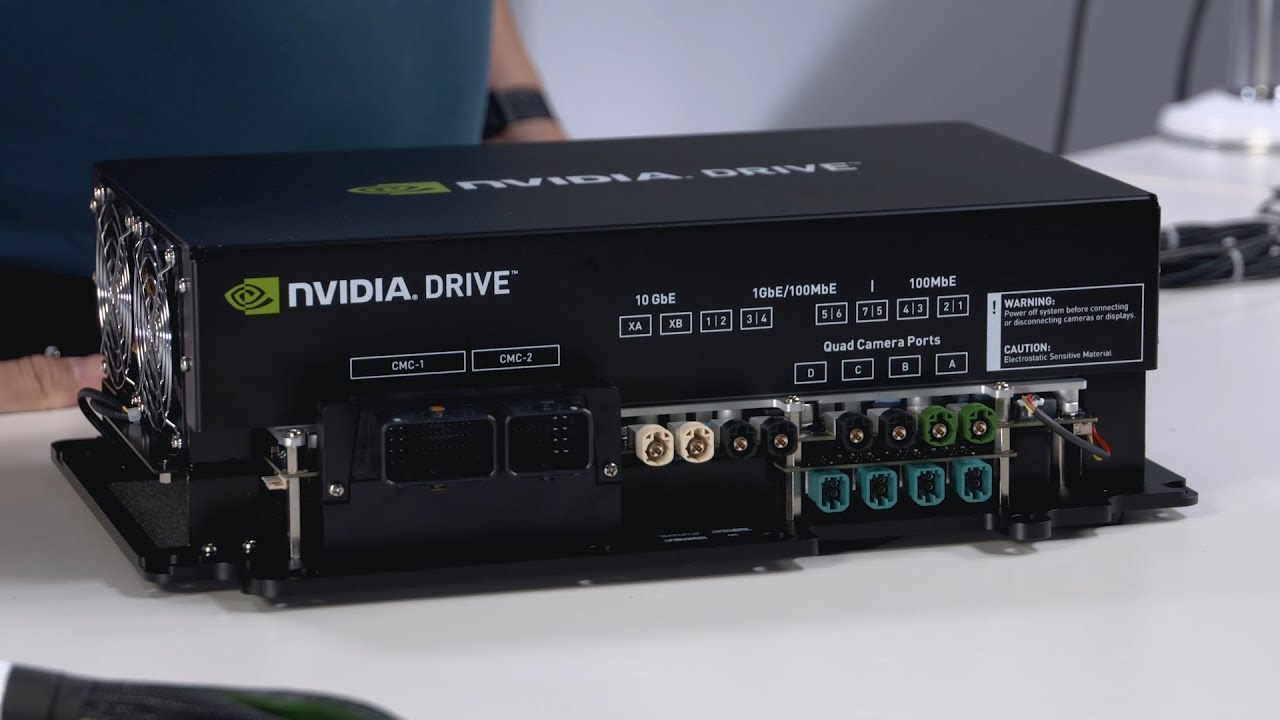 NVIDIA. DRIVE™
NVIDIA. DRIVE™
10 GbE
1GbE/100MbE
|
100MbE
XA
XB
1|2
3|4
5|6
7|5
4|3
2|1
CMC-1
CMC-2
Quad Camera Ports
D
C
B
A
!
WARNING:
Power off system before connecting
or disconnecting cameras or displays.
CAUTION:
Electrostatic Sensitive Material